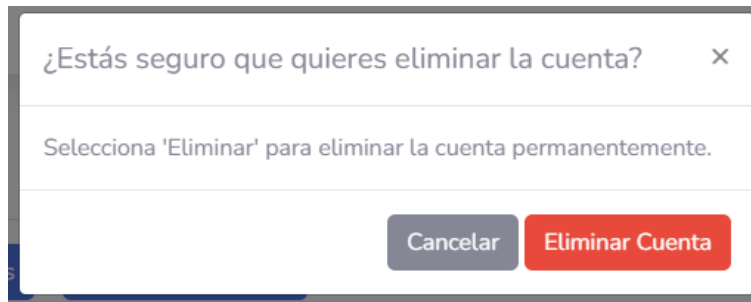 ¿Estás seguro que quieres eliminar la cuenta? ×
Selecciona 'Eliminar' para eliminar la cuenta permanentemente.
Cancelar Eliminar Cuenta